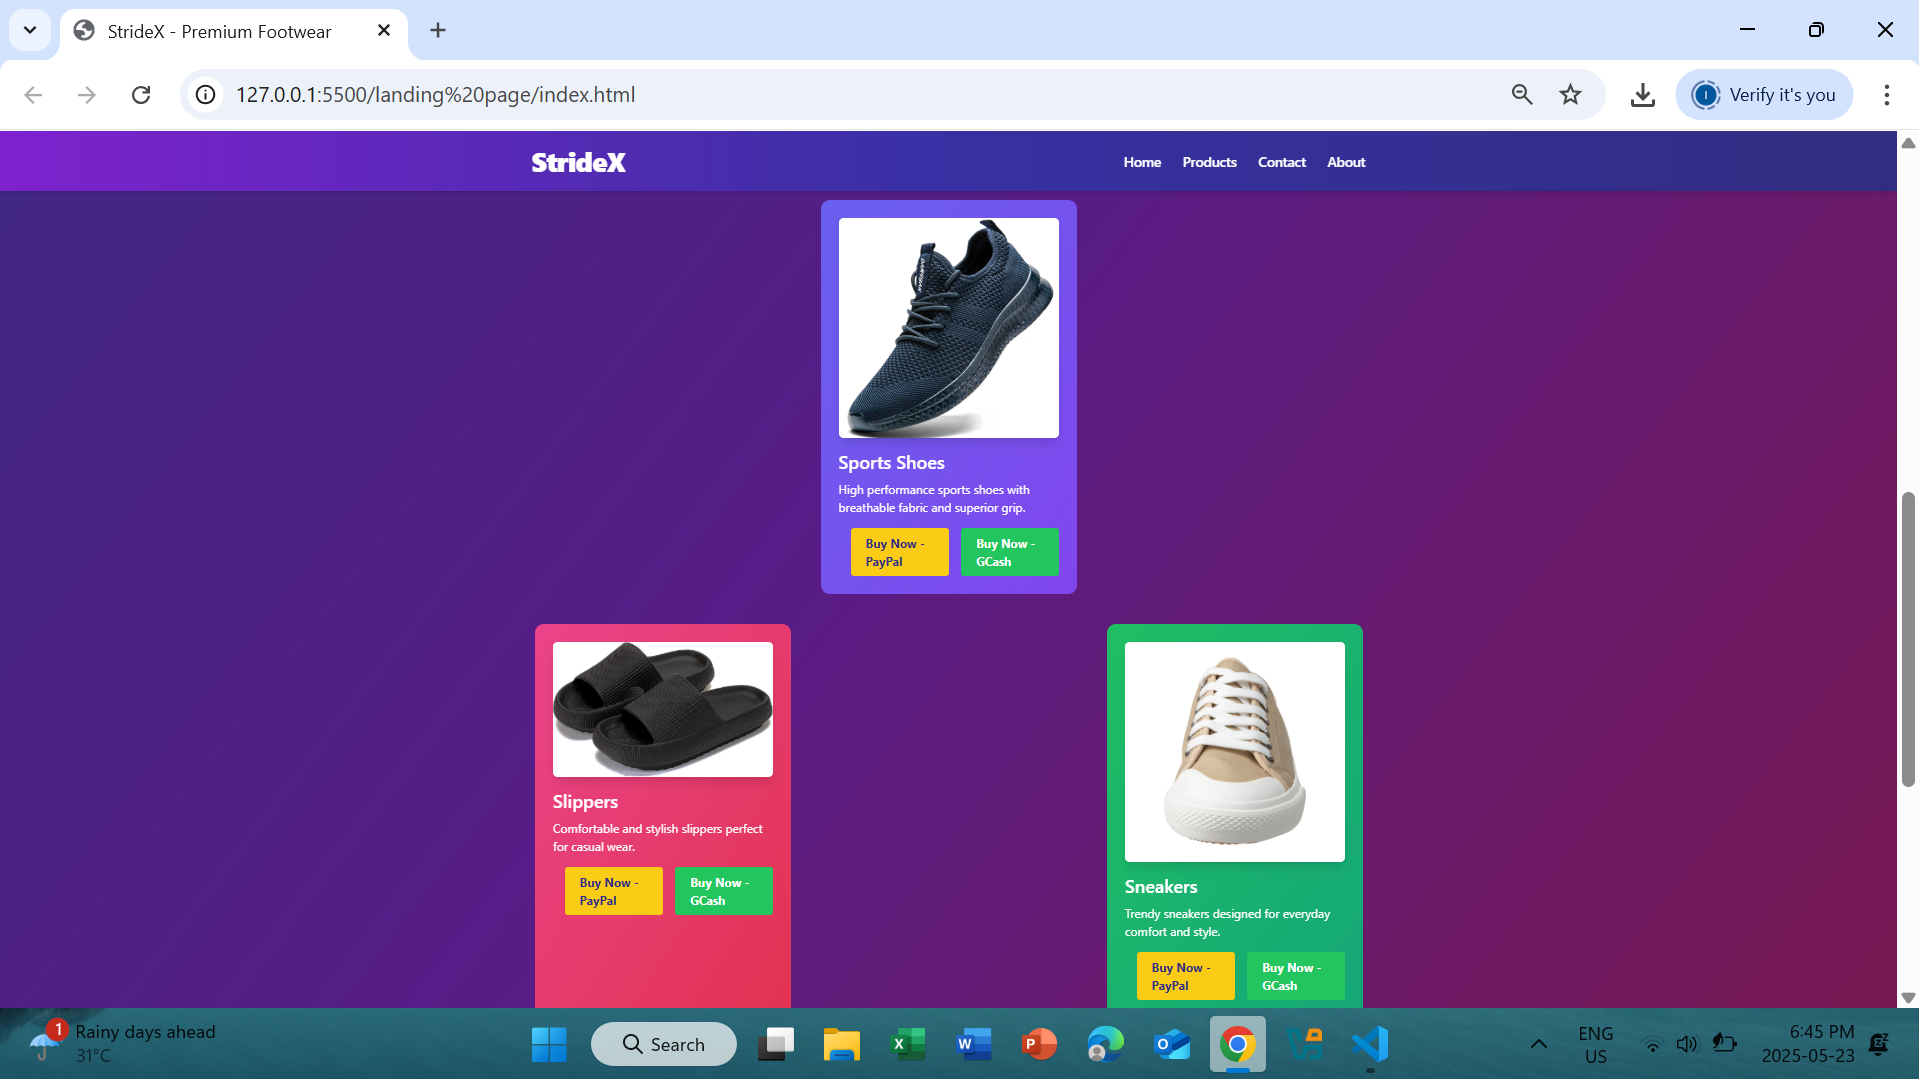 StrideX - Premium Footwear
127.0.0.1:5500/landing%20page/index.html
Verify it's you
StrideX
Home Products Contact About
Sports Shoes
High performance sports shoes with
breathable fabric and superior grip.
Buy Now -
PayPal
Buy Now -
GCash
Slippers
Comfortable and stylish slippers perfect
for casual wear.
Buy Now -
PayPal
Buy Now -
GCash
Sneakers
Trendy sneakers designed for everyday
comfort and style.
Buy Now -
PayPal
Buy Now -
GCash
1
Rainy days ahead
31°C
Search
ENG
US
6:45 PM
2025-05-23